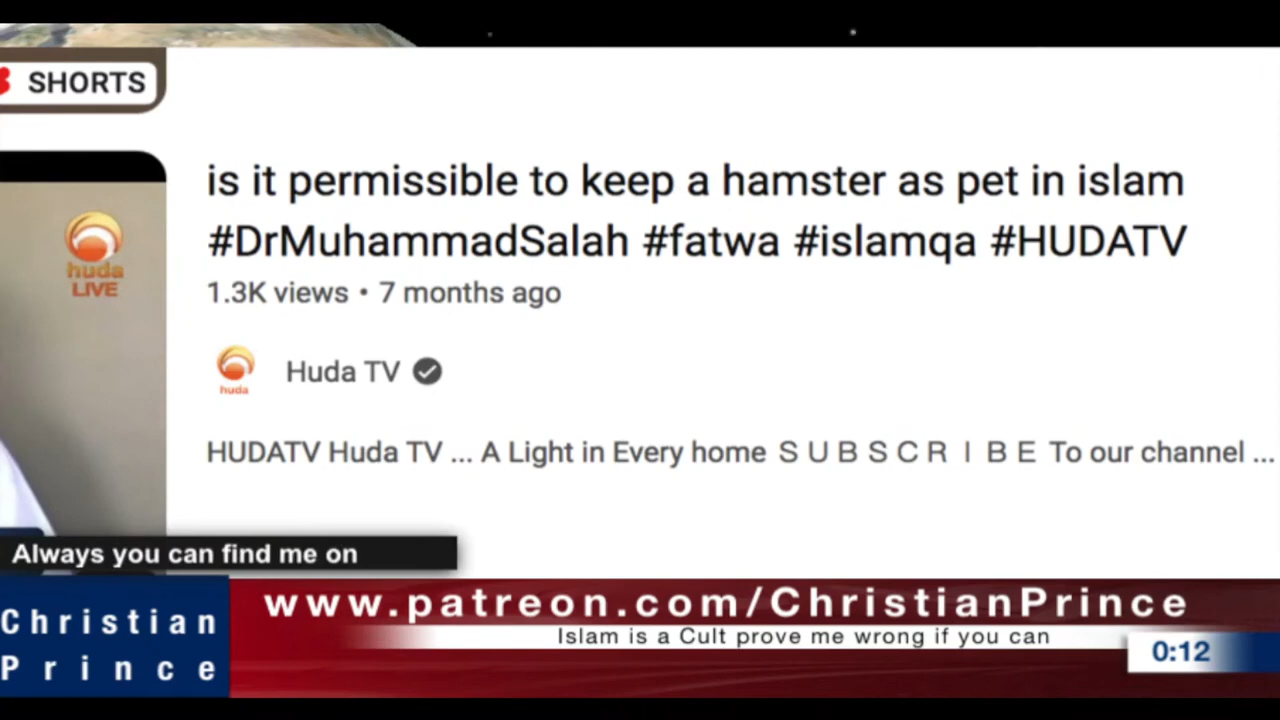 SHORTS
is it permissible to keep a hamster as pet in islam
#DrMuhammadSalah #fatwa #islamqa #HUDATV
1.3K views • 7 months ago
huda
LIVE
Huda TV
huda
HUDATV Huda TV ... A Light in Every home S U B S C R I B E To our channel ...
Always you can find me on
Christian
Prince
www.patreon.com/ChristianPrince
Islam is a Cult prove me wrong if you can
0:12